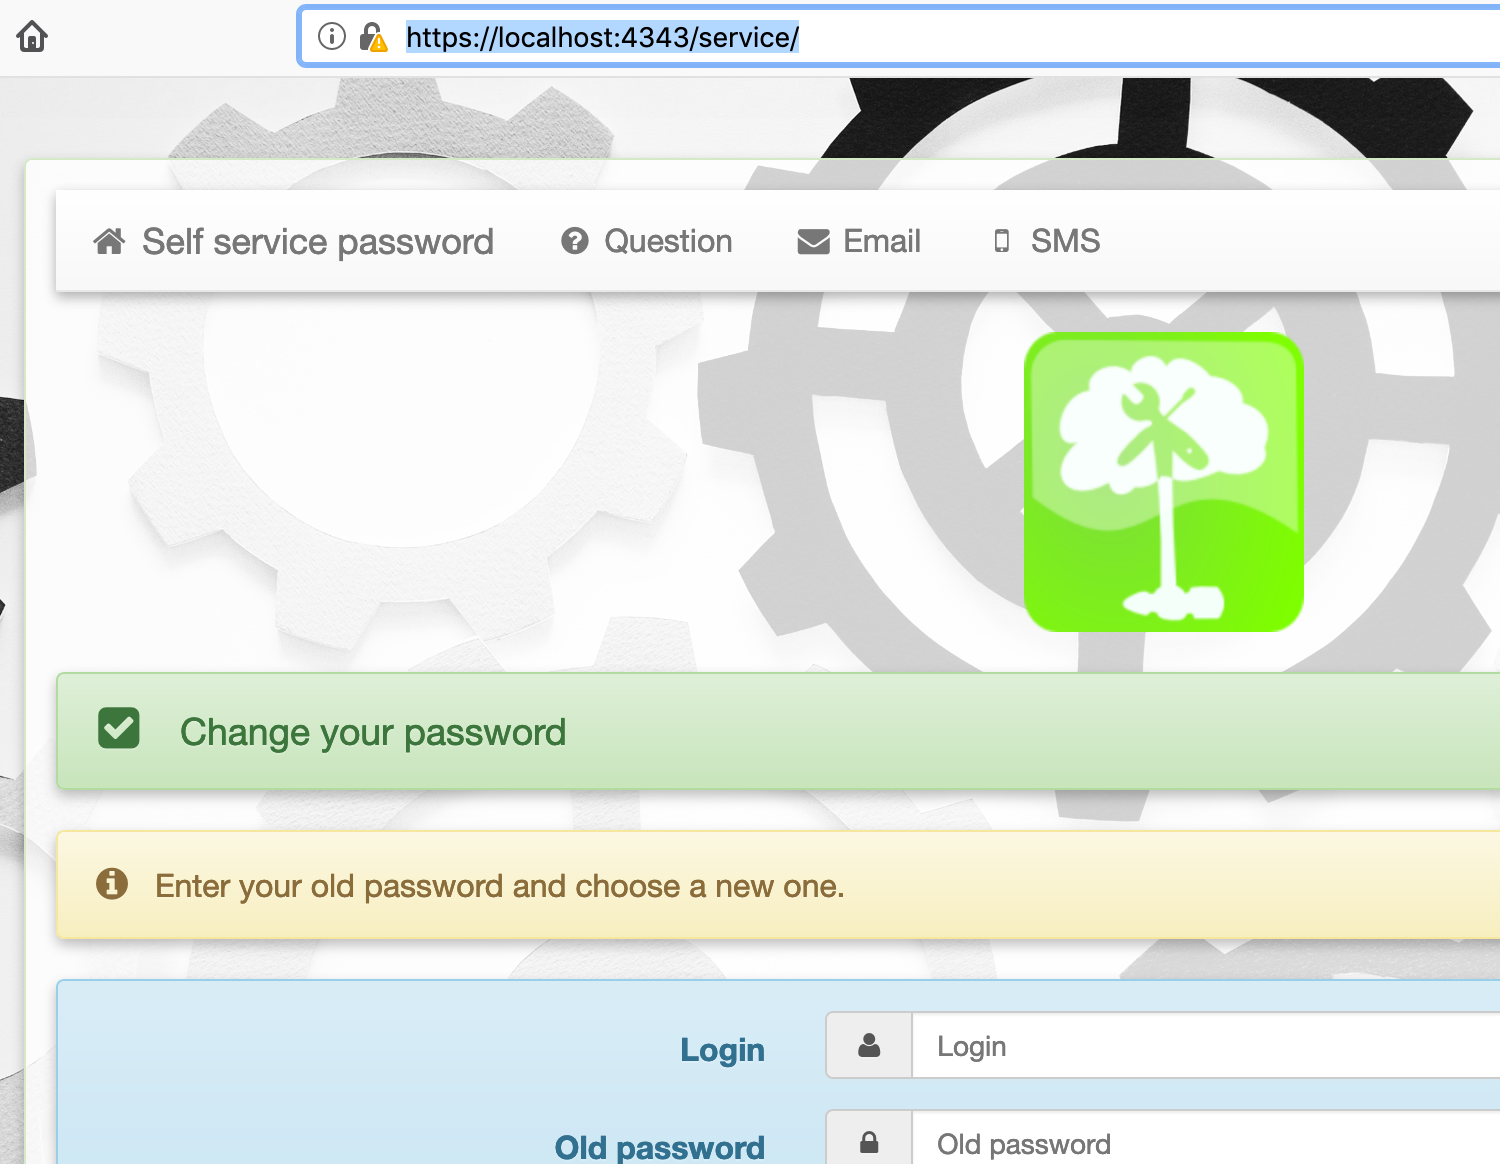 https://localhost:4343/service/
Self service password Question Email SMS
Change your password
Enter your old password and choose a new one.
Login Login
Old password Old password